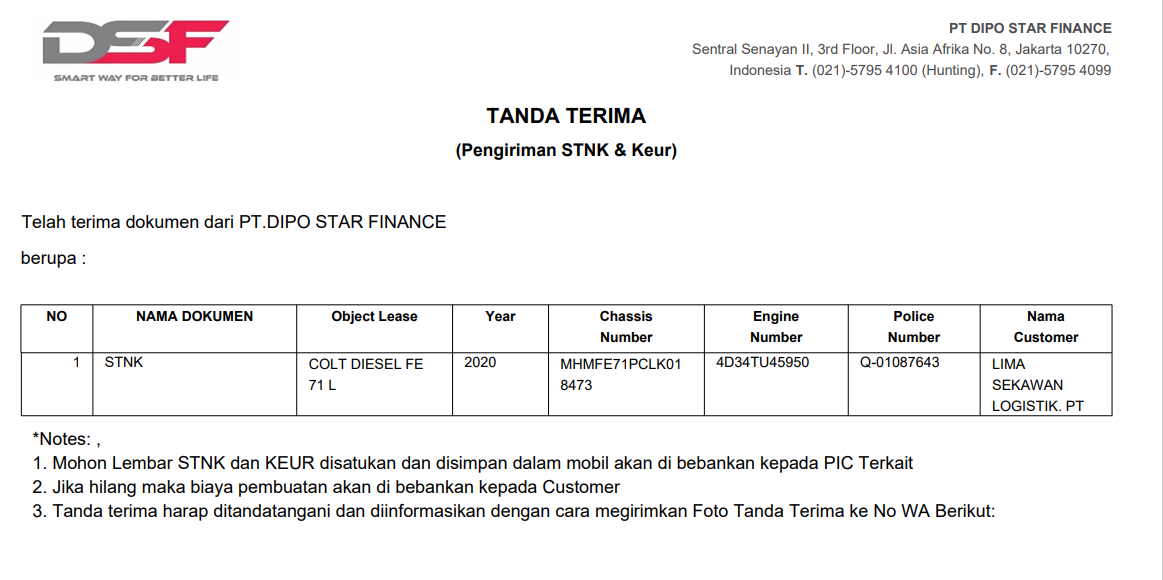 DSF
SMART WAY FOR BETTER LIFE
PT DIPO STAR FINANCE
Sentral Senayan II, 3rd Floor, Jl. Asia Afrika No. 8, Jakarta 10270,
Indonesia T. (021)-5795 4100 (Hunting), F. (021)-5795 4099
TANDA TERIMA
(Pengiriman STNK & Keur)
Telah terima dokumen dari PT.DIPO STAR FINANCE
berupa :
NO NAMA DOKUMEN Object Lease Year Chassis Number Engine Number Police Number Nama Customer
1 STNK COLT DIESEL FE 71 L 2020 MHMFE71PCLK01 8473 4D34TU45950 Q-01087643 LIMA SEKAWAN LOGISTIK. PT
*Notes: ,
1. Mohon Lembar STNK dan KEUR disatukan dan disimpan dalam mobil akan di bebankan kepada PIC Terkait
2. Jika hilang maka biaya pembuatan akan di bebankan kepada Customer
3. Tanda terima harap ditandatangani dan diinformasikan dengan cara megirimkan Foto Tanda Terima ke No WA Berikut: